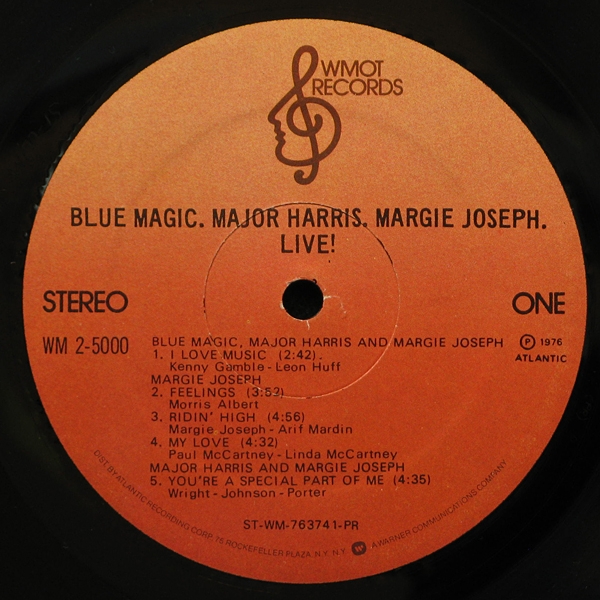 WMOT
RECORDS
BLUE MAGIC. MAJOR HARRIS. MARGIE JOSEPH.
LIVE!
STEREO
ONE
WM 2-5000
BLUE MAGIC, MAJOR HARRIS AND MARGIE JOSEPH
1. I LOVE MUSIC (2:42).
Kenny Gamble - Leon Huff
MARGIE JOSEPH
2. FEELINGS (3:59)
Morris Albert
3. RIDIN' HIGH (4:56)
Margie Joseph - Arif Mardin
4. MY LOVE (4:32)
Paul McCartney - Linda McCartney
MAJOR HARRIS AND MARGIE JOSEPH
5. YOU'RE A SPECIAL PART OF ME (4:35)
Wright - Johnson - Porter
Ⓟ 1976
ATLANTIC
ST-WM-763741-PR
DIST. BY ATLANTIC RECORDING CORP. 75 ROCKEFELLER PLAZA, N.Y. N.Y. A WARNER COMMUNICATIONS COMPANY